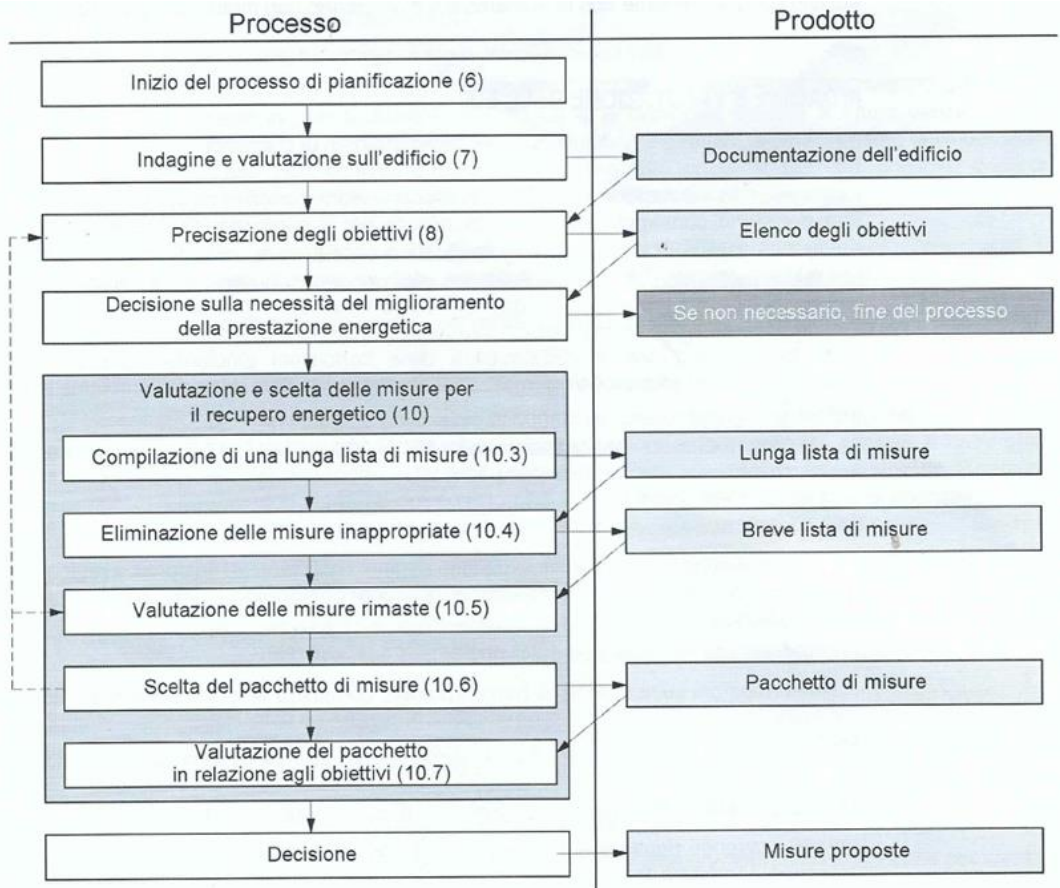 Processo
Prodotto
Inizio del processo di pianificazione (6)
Indagine e valutazione sull'edificio (7)
Documentazione dell'edificio
Precisazione degli obiettivi (8)
Elenco degli obiettivi
Decisione sulla necessità del miglioramento
della prestazione energetica
Se non necessario, fine del processo
Valutazione e scelta delle misure per
il recupero energetico (10)
Compilazione di una lunga lista di misure (10.3)
Lunga lista di misure
Eliminazione delle misure inappropriate (10.4)
Breve lista di misure
Valutazione delle misure rimaste (10.5)
Scelta del pacchetto di misure (10.6)
Pacchetto di misure
Valutazione del pacchetto
in relazione agli obiettivi (10.7)
Decisione
Misure proposte